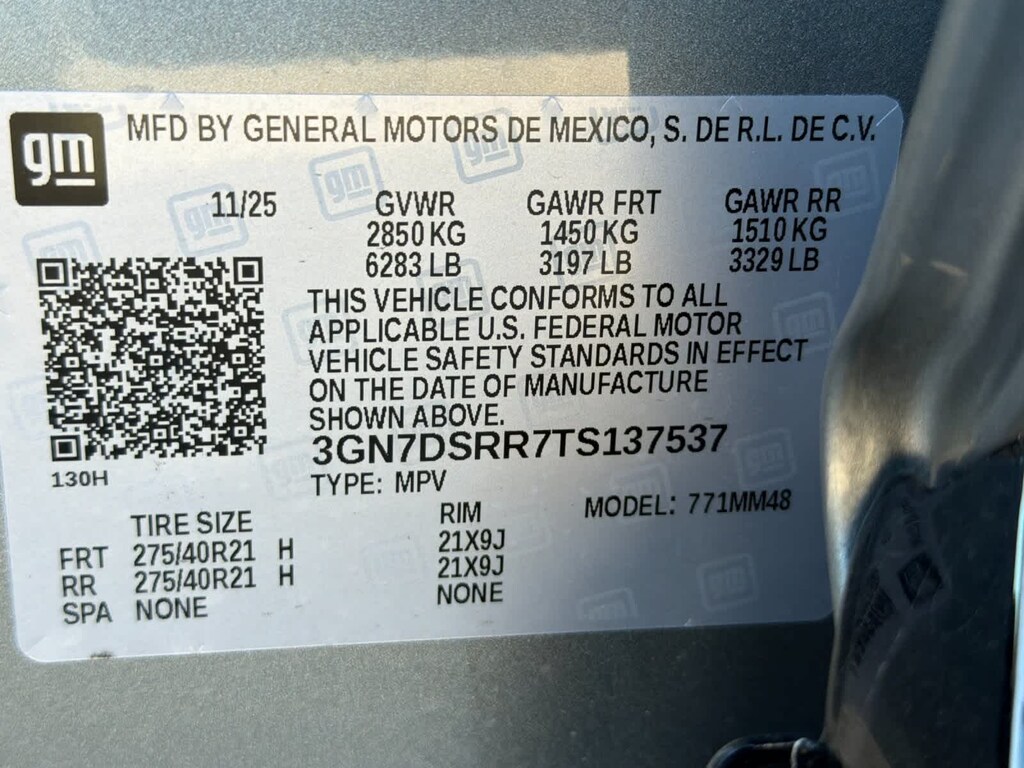 gm MFD BY GENERAL MOTORS DE MEXICO, S. DE R.L. DE C.V.
11/25 GVWR GAWR FRT GAWR RR
2850 KG 1450 KG 1510 KG
6283 LB 3197 LB 3329 LB
THIS VEHICLE CONFORMS TO ALL
APPLICABLE U.S. FEDERAL MOTOR
VEHICLE SAFETY STANDARDS IN EFFECT
ON THE DATE OF MANUFACTURE
SHOWN ABOVE.
3GN7DSRR7TS137537
130H
TYPE: MPV MODEL: 771MM48
TIRE SIZE RIM
FRT 275/40R21 H 21X9J
RR 275/40R21 H 21X9J
SPA NONE NONE